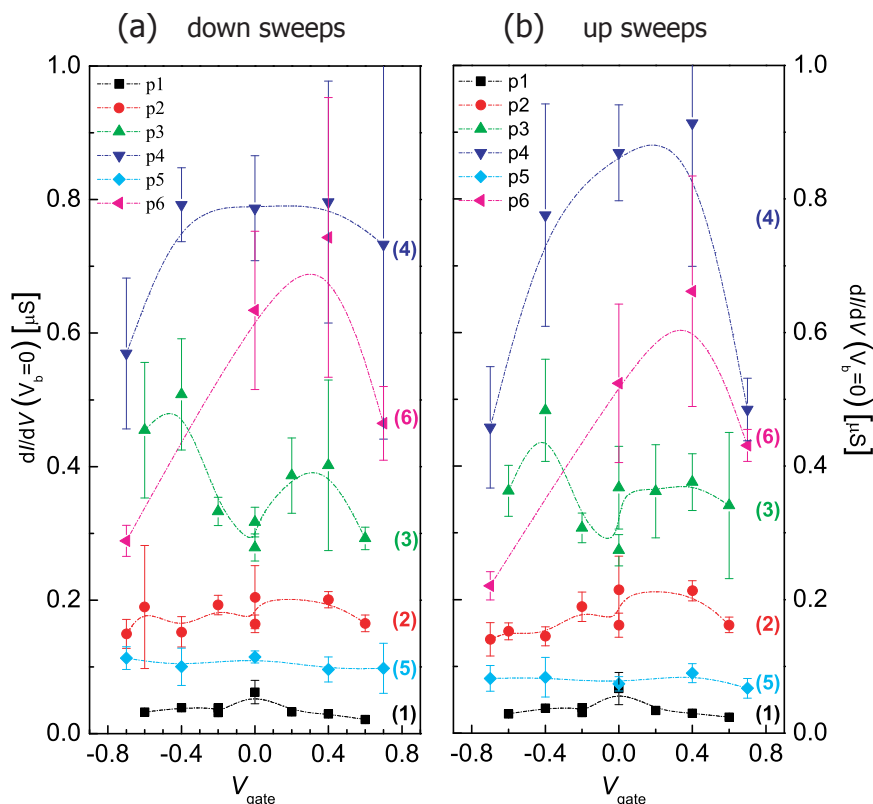 (a) down sweeps
(b) up sweeps
1.0
0.8
0.6
0.4
0.2
0.0
dI/dV (V_b=0) [µS]
p1
p2
p3
p4
p5
p6
(4)
(6)
(3)
(2)
(5)
(1)
-0.8 -0.4 0.0 0.4 0.8
V_gate
p1
p2
p3
p4
p5
p6
(4)
(6)
(3)
(2)
(5)
(1)
-0.8 -0.4 0.0 0.4 0.8
V_gate
1.0
0.8
0.6
0.4
0.2
0.0
dI/dV (V_b=0) [µS]